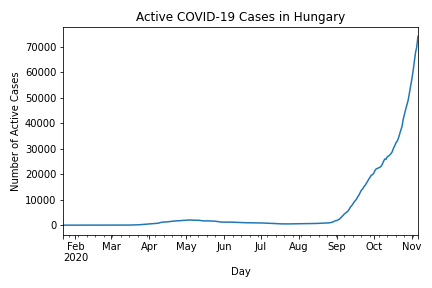 Active COVID-19 Cases in Hungary
Number of Active Cases
70000
60000
50000
40000
30000
20000
10000
0
Feb Mar Apr May Jun Jul Aug Sep Oct Nov
2020
Day